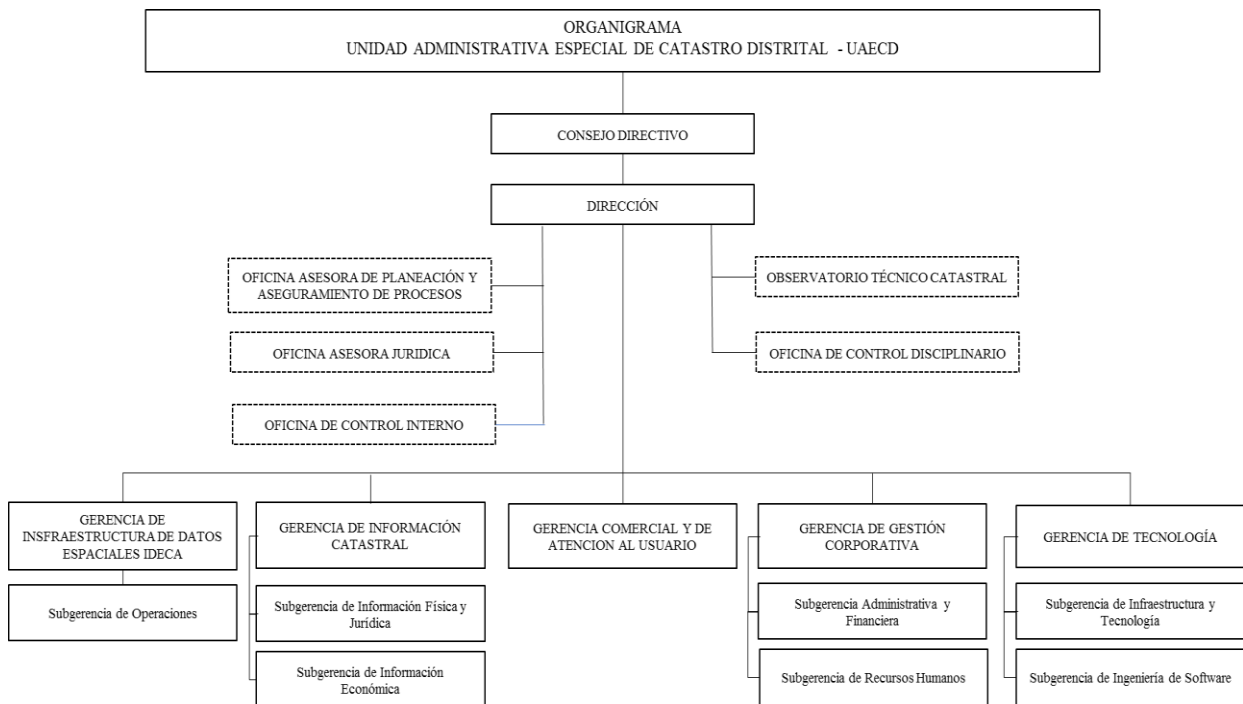 ORGANIGRAMA
UNIDAD ADMINISTRATIVA ESPECIAL DE CATASTRO DISTRITAL - UAECD
CONSEJO DIRECTIVO
DIRECCIÓN
OFICINA ASESORA DE PLANEACIÓN Y
ASEGURAMIENTO DE PROCESOS
OBSERVATORIO TÉCNICO CATASTRAL
OFICINA ASESORA JURIDICA
OFICINA DE CONTROL DISCIPLINARIO
OFICINA DE CONTROL INTERNO
GERENCIA DE
INSFRAESTRUCTURA DE DATOS
ESPACIALES IDECA
GERENCIA DE INFORMACIÓN
CATASTRAL
GERENCIA COMERCIAL Y DE
ATENCION AL USUARIO
GERENCIA DE GESTIÓN
CORPORATIVA
GERENCIA DE TECNOLOGÍA
Subgerencia de Operaciones
Subgerencia de Información Física y
Jurídica
Subgerencia Administrativa y
Financiera
Subgerencia de Infraestructura y
Tecnología
Subgerencia de Información
Económica
Subgerencia de Recursos Humanos
Subgerencia de Ingeniería de Software